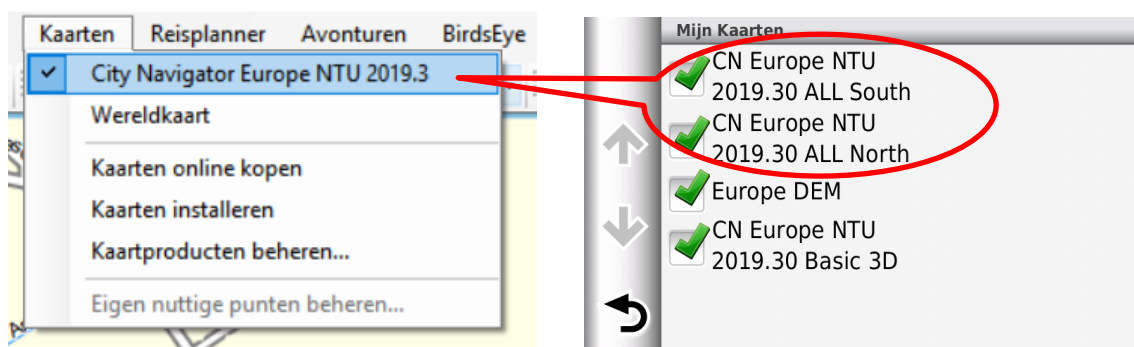 Kaarten Reisplanner Avonturen BirdsEye
City Navigator Europe NTU 2019.3
Wereldkaart
Kaarten online kopen
Kaarten installeren
Kaartproducten beheren...
Eigen nuttige punten beheren...
Mijn Kaarten
CN Europe NTU
2019.30 ALL South
CN Europe NTU
2019.30 ALL North
Europe DEM
CN Europe NTU
2019.30 Basic 3D